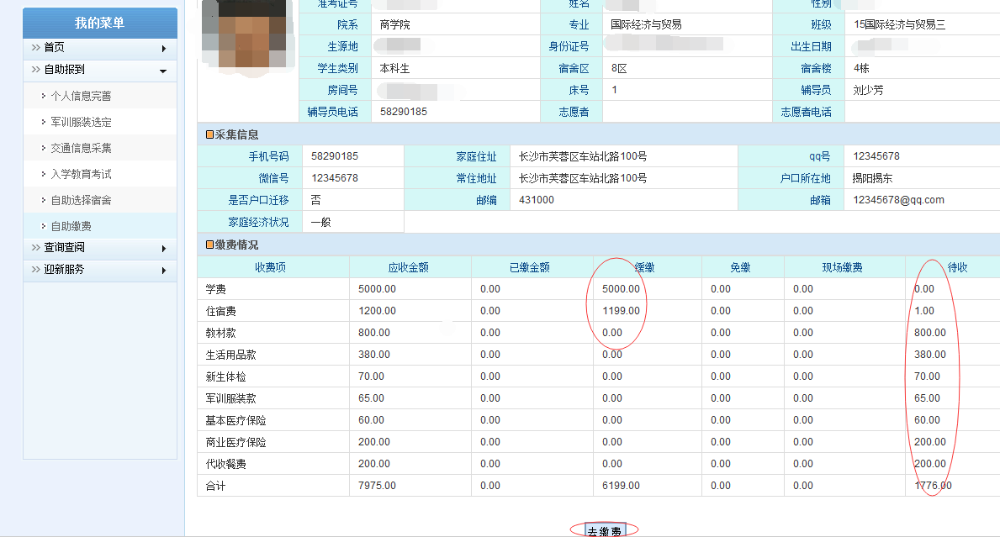 我的菜单
首页
自助报到
个人信息完善
军训服装选定
交通信息采集
入学教育考试
自助选择宿舍
自助缴费
查询查阅
迎新服务
准考证号 姓名 性别
院系 商学院 专业 国际经济与贸易 班级 15国际经济与贸易三
生源地 身份证号 出生日期
学生类别 本科生 宿舍区 8区 宿舍楼 4栋
房间号 床号 1 辅导员 刘少芳
辅导员电话 58290185 志愿者 志愿者电话
采集信息
手机号码 58290185 家庭住址 长沙市芙蓉区车站北路100号 qq号 12345678
微信号 12345678 常住地址 长沙市芙蓉区车站北路100号 户口所在地 揭阳揭东
是否户口迁移 否 邮编 431000 邮箱 12345678@qq.com
家庭经济状况 一般
缴费情况
收费项 应收金额 已缴金额 缓缴 免缴 现场缴费 待收
学费 5000.00 0.00 5000.00 0.00 0.00 0.00
住宿费 1200.00 0.00 1199.00 0.00 0.00 1.00
教材款 800.00 0.00 0.00 0.00 0.00 800.00
生活用品款 380.00 0.00 0.00 0.00 0.00 380.00
新生体检 70.00 0.00 0.00 0.00 0.00 70.00
军训服装款 65.00 0.00 0.00 0.00 0.00 65.00
基本医疗保险 60.00 0.00 0.00 0.00 0.00 60.00
商业医疗保险 200.00 0.00 0.00 0.00 0.00 200.00
代收餐费 200.00 0.00 0.00 0.00 0.00 200.00
合计 7975.00 0.00 6199.00 0.00 0.00 1776.00
去缴费